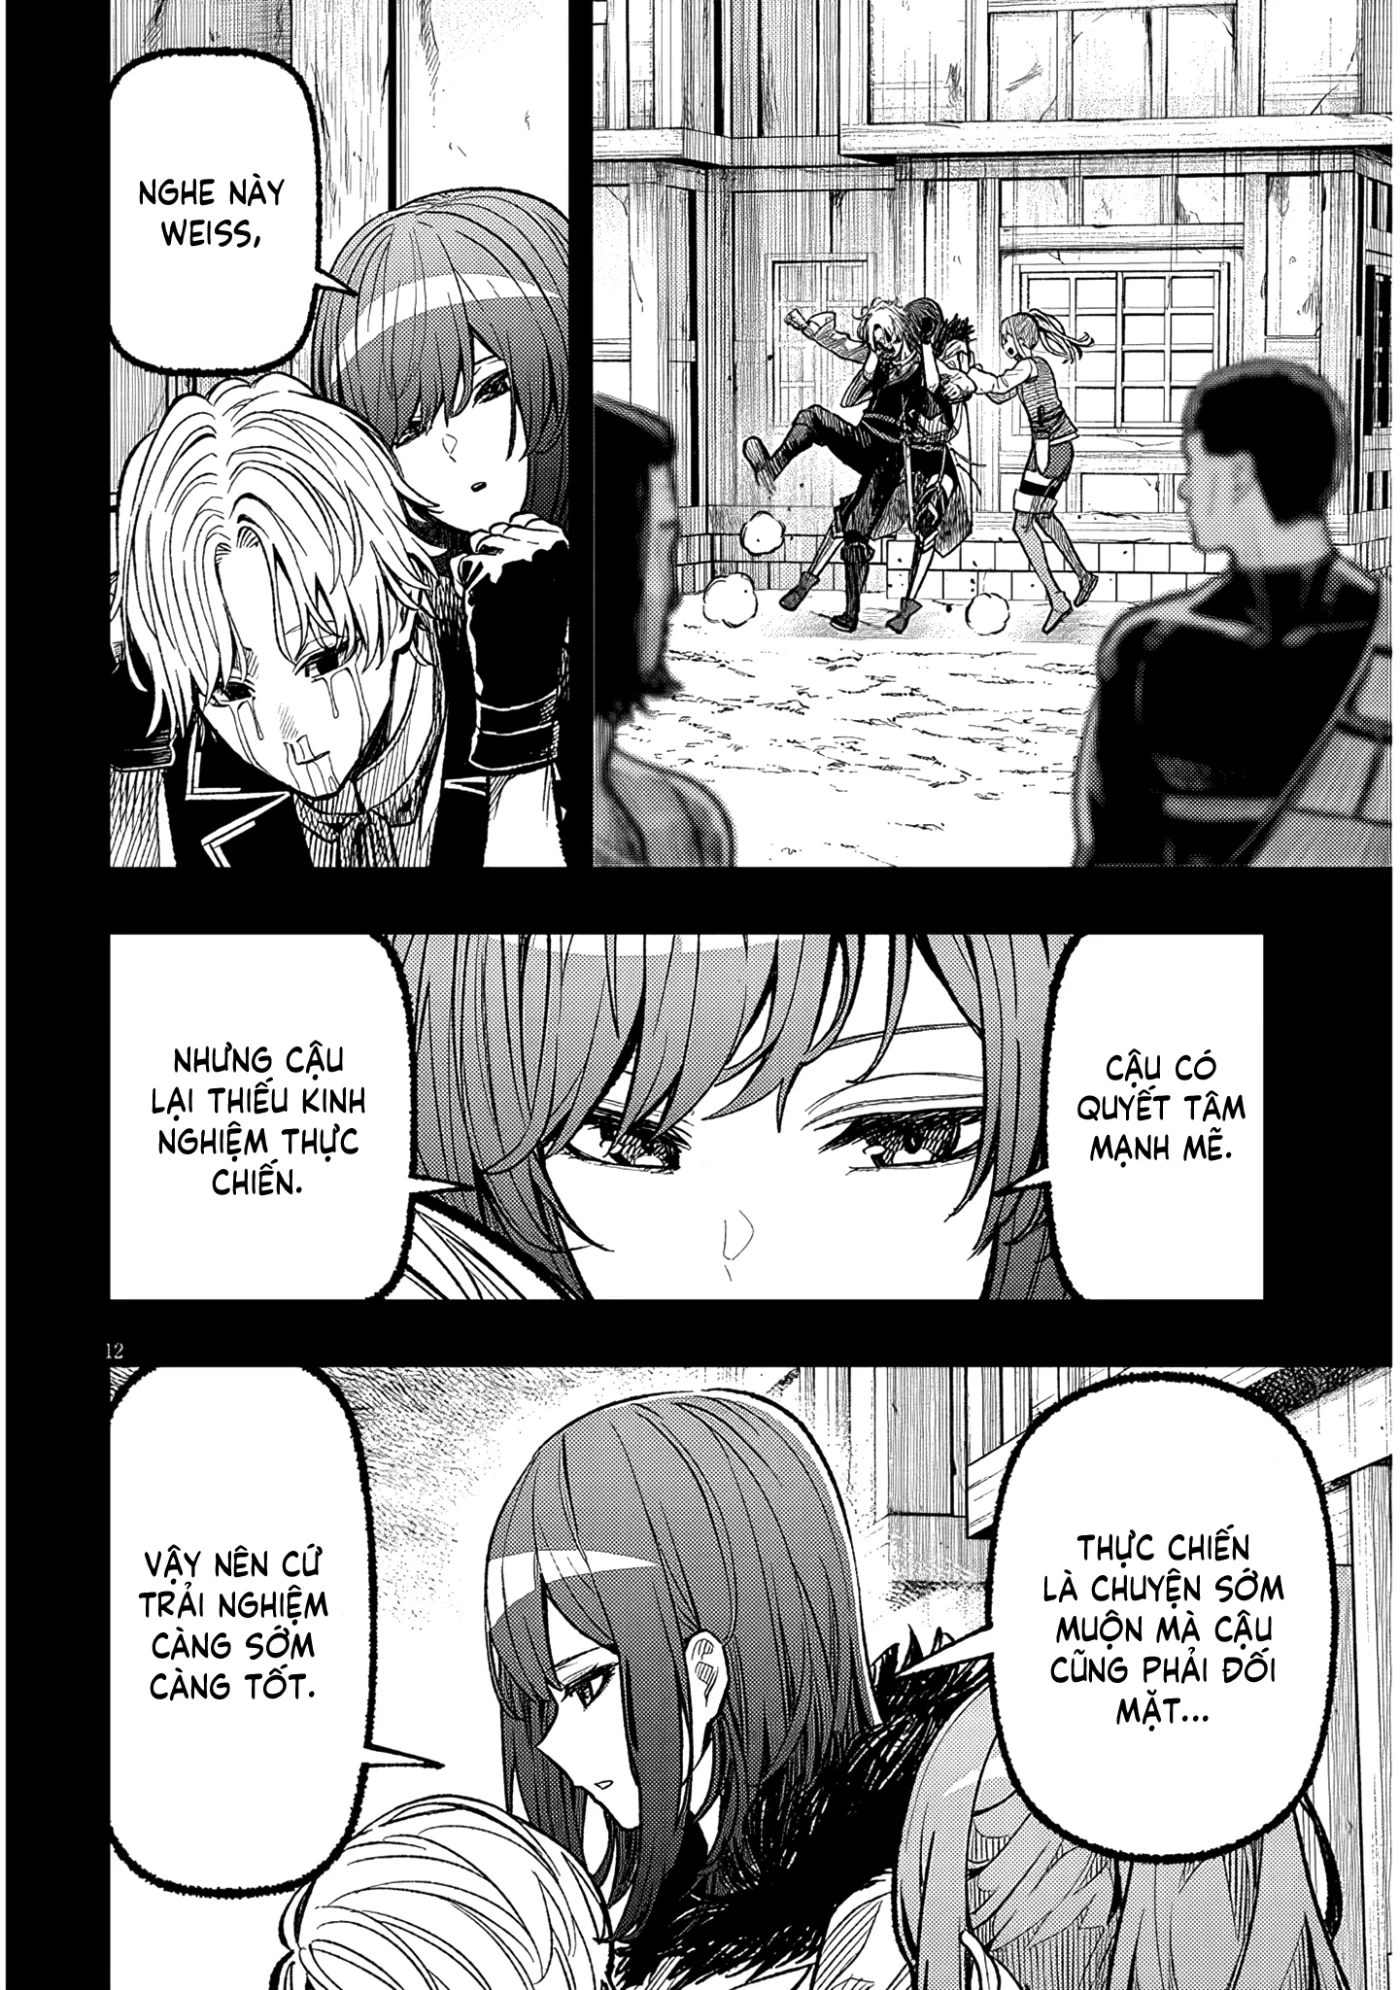 NGHE NÀY
WEISS,
CẬU CÓ
QUYẾT TÂM
MẠNH MẼ.
NHƯNG CẬU
LẠI THIẾU KINH
NGHIỆM THỰC
CHIẾN.
12
THỰC CHIẾN
LÀ CHUYỆN SỚM
MUỘN MÀ CẬU
CŨNG PHẢI ĐỐI
MẶT...
VẬY NÊN CỨ
TRẢI NGHIỆM
CÀNG SỚM
CÀNG TỐT.